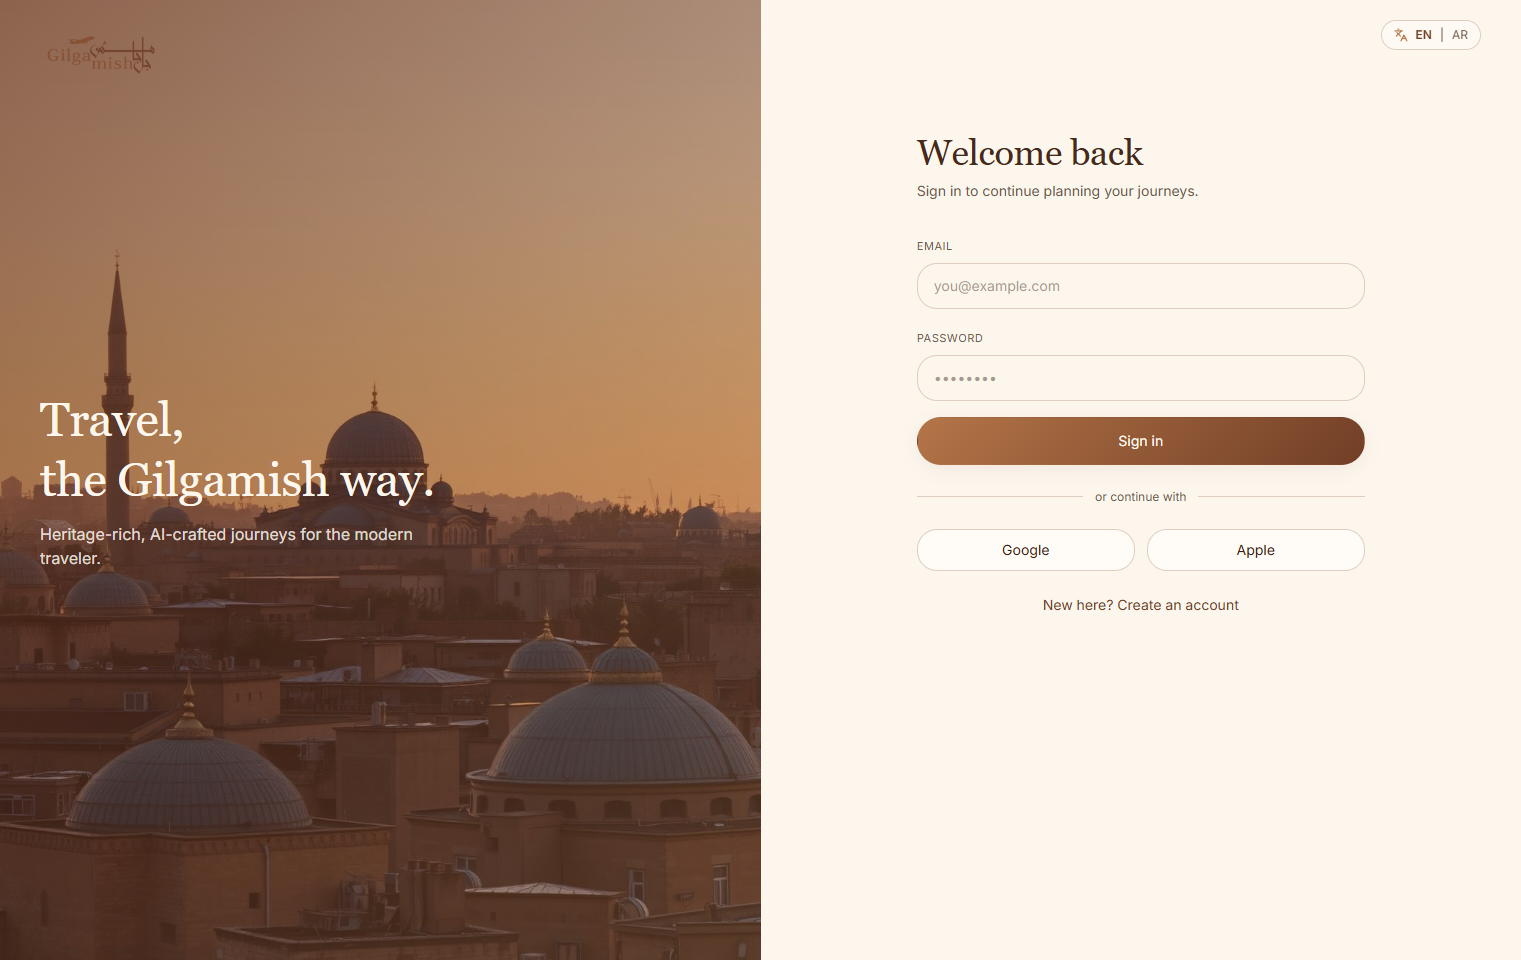 Gilga
mish
Travel,
the Gilgamish way.
Heritage-rich, AI-crafted journeys for the modern
traveler.
EN | AR
Welcome back
Sign in to continue planning your journeys.
EMAIL
you@example.com
PASSWORD
••••••••
Sign in
or continue with
Google
Apple
New here? Create an account